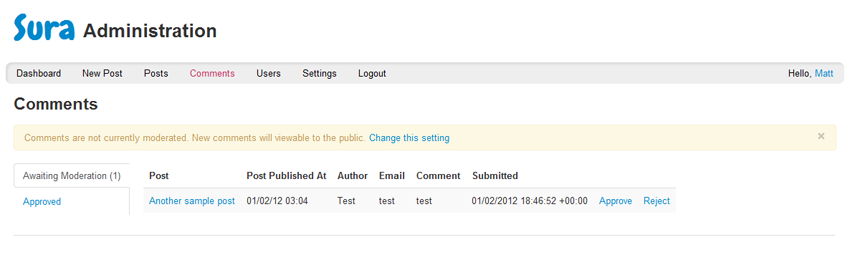 Sura Administration
Dashboard New Post Posts Comments Users Settings Logout Hello, Matt
Comments
Comments are not currently moderated. New comments will viewable to the public. Change this setting ×
Awaiting Moderation (1) Post Post Published At Author Email Comment Submitted
Approved Another sample post 01/02/12 03:04 Test test test 01/02/2012 18:46:52 +00:00 Approve Reject